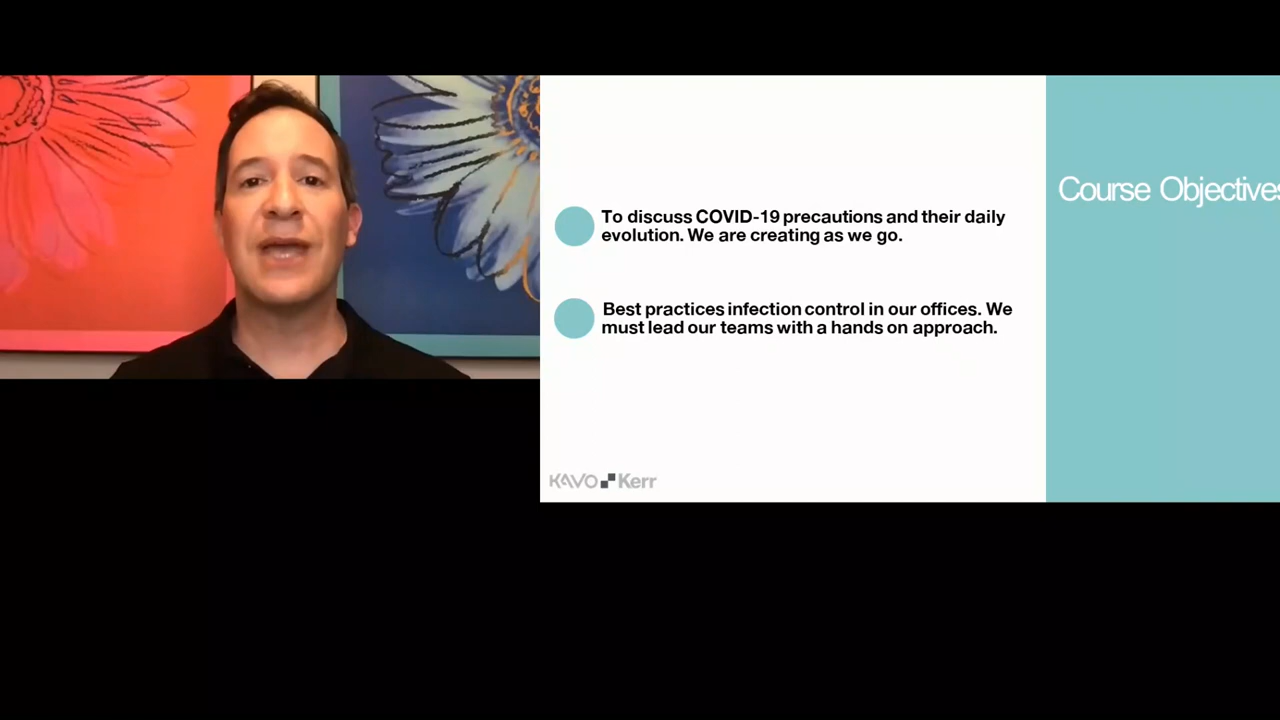 Course Objectives
To discuss COVID-19 precautions and their daily
evolution. We are creating as we go.
Best practices infection control in our offices. We
must lead our teams with a hands on approach.
KAVO Kerr